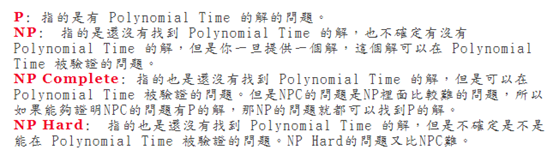 P: 指的是有 Polynomial Time 的解的問題。
NP: 指的是還沒有找到 Polynomial Time 的解，也不確定有沒有
Polynomial Time 的解，但是你一旦提供一個解，這個解可以在 Polynomial
Time 被驗證的問題。
NP Complete: 指的也是還沒有找到 Polynomial Time 的解，但是可以在
Polynomial Time 被驗證的問題。但是NPC的問題是NP裡面比較難的問題，所以
如果能夠證明NPC的問題有P的解，那NP的問題就都可以找到P的解。
NP Hard: 指的也是還沒有找到 Polynomial Time 的解，但是不確定是不是
能在 Polynomial Time 被驗證的問題。NP Hard的問題又比NPC難。